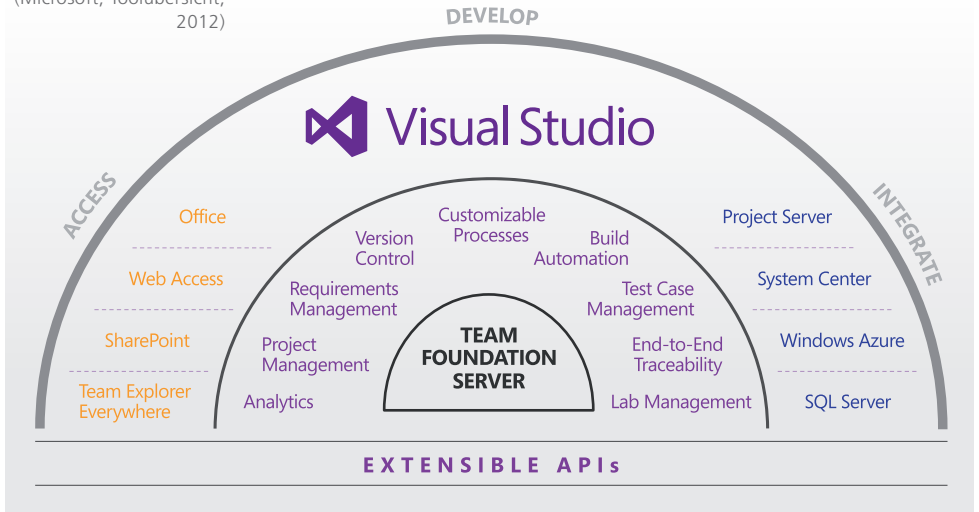 (Microsoft, Toolübersicht,
2012)
DEVELOP
Visual Studio
ACCESS
INTEGRATE
Office
Web Access
SharePoint
Team Explorer
Everywhere
Customizable
Processes
Version
Control
Build
Automation
Requirements
Management
Test Case
Management
Project
Management
End-to-End
Traceability
Analytics
Lab Management
TEAM
FOUNDATION
SERVER
Project Server
System Center
Windows Azure
SQL Server
EXTENSIBLE APIs